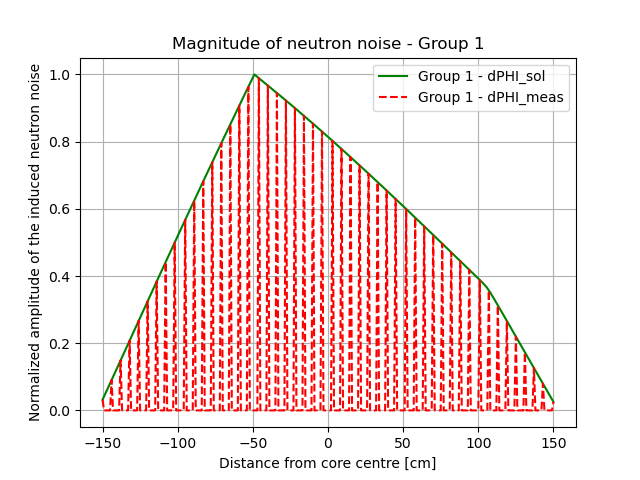 Magnitude of neutron noise - Group 1
Normalized amplitude of the induced neutron noise
1.0
0.8
0.6
0.4
0.2
0.0
Group 1 - dPHI_sol
Group 1 - dPHI_meas
−150 −100 −50 0 50 100 150
Distance from core centre [cm]